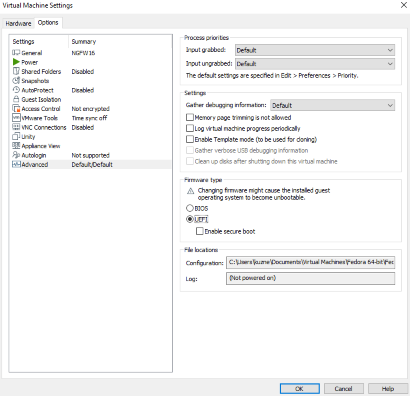 Virtual Machine Settings
Hardware Options
Settings Summary
General NGFW16
Power
Shared Folders Disabled
Snapshots
AutoProtect Disabled
Guest Isolation
Access Control Not encrypted
VMware Tools Time sync off
VNC Connections Disabled
Unity
Appliance View
Autologin Not supported
Advanced Default/Default
Process priorities
Input grabbed: Default
Input ungrabbed: Default
The default settings are specified in Edit > Preferences > Priority.
Settings
Gather debugging information: Default
Memory page trimming is not allowed
Log virtual machine progress periodically
Enable Template mode (to be used for cloning)
Gather verbose USB debugging information
Clean up disks after shutting down this virtual machine.
Firmware type
Changing firmware might cause the installed guest
operating system to become unbootable.
BIOS
UEFI
Enable secure boot
File locations
Configuration: C:\Users\kuzne\Documents\Virtual Machines\Fedora 64-bit\Fec
Log: (Not powered on)
OK Cancel Help